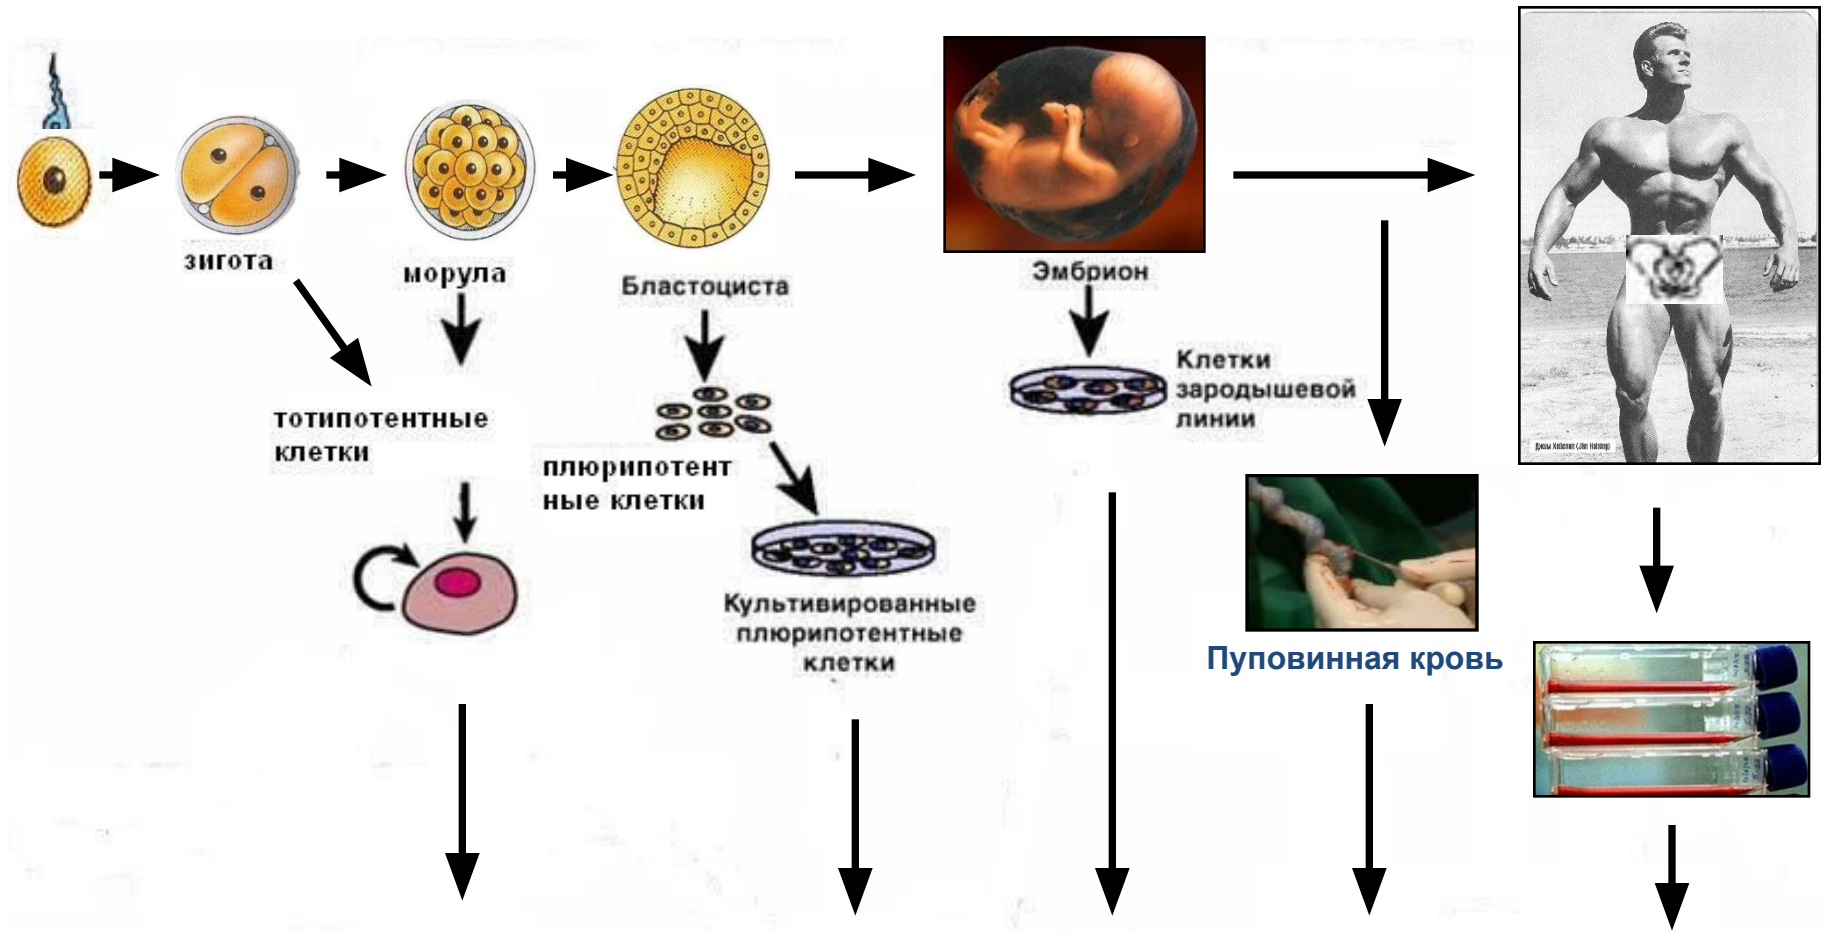 зигота
морула
Бластоциста
Эмбрион
Клетки
зародышевой
линии
тотипотентные
клетки
плюрипотент
ные клетки
Культивированные
плюрипотентные
клетки
Пуповинная кровь